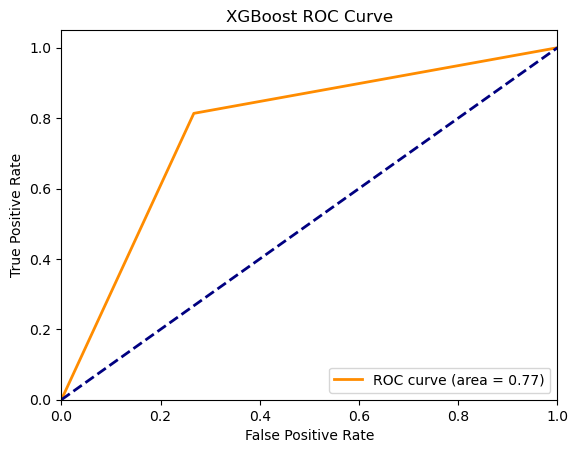 XGBoost ROC Curve
1.0
0.8
0.6
0.4
0.2
0.0
True Positive Rate
ROC curve (area = 0.77)
0.0 0.2 0.4 0.6 0.8 1.0
False Positive Rate